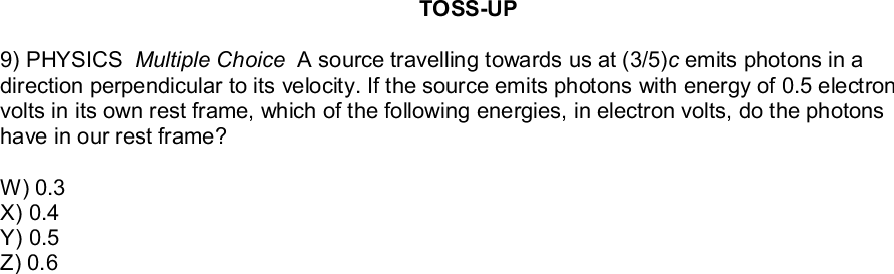 TOSS-UP
9) PHYSICS Multiple Choice A source travelling towards us at (3/5)c emits photons in a
direction perpendicular to its velocity. If the source emits photons with energy of 0.5 electron
volts in its own rest frame, which of the following energies, in electron volts, do the photons
have in our rest frame?
W) 0.3
X) 0.4
Y) 0.5
Z) 0.6